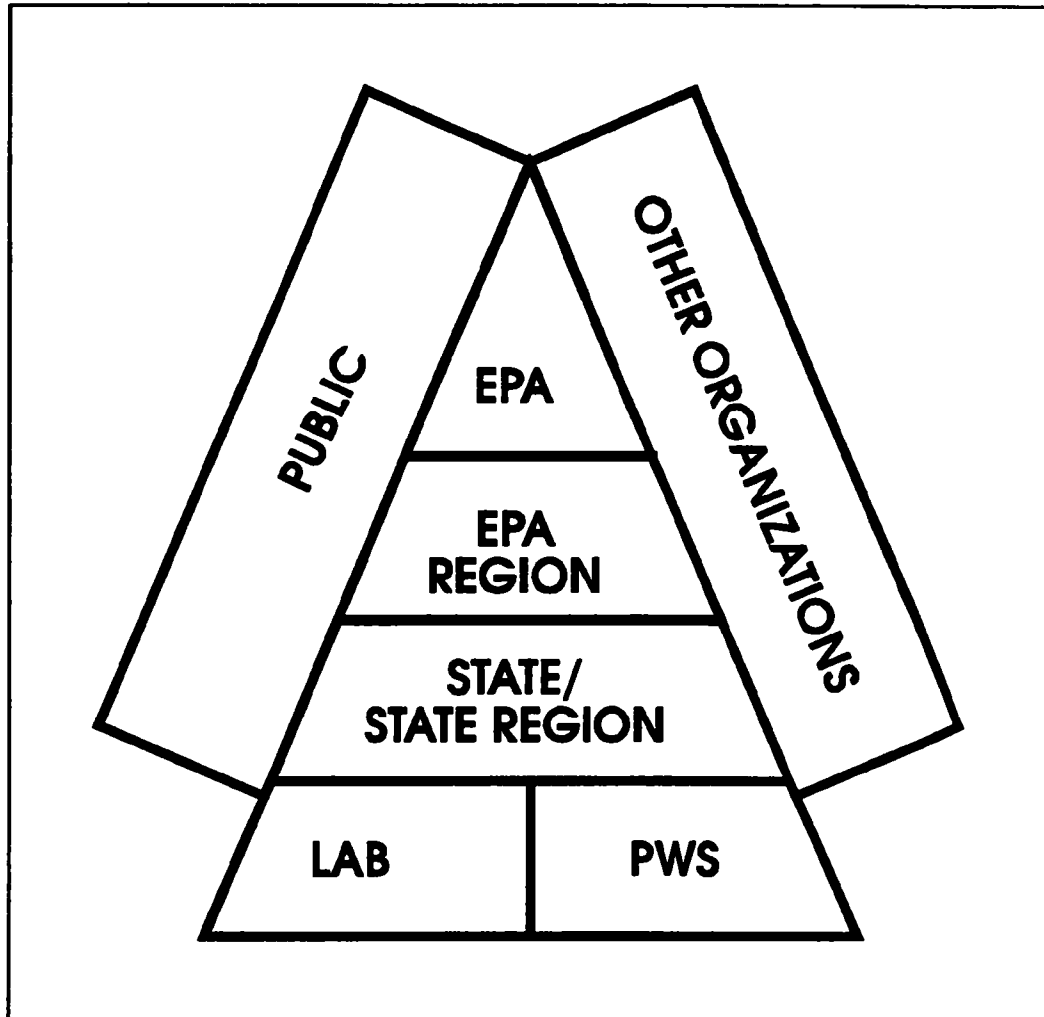 PUBLIC
OTHER ORGANIZATIONS
EPA
EPA
REGION
STATE/
STATE REGION
LAB
PWS